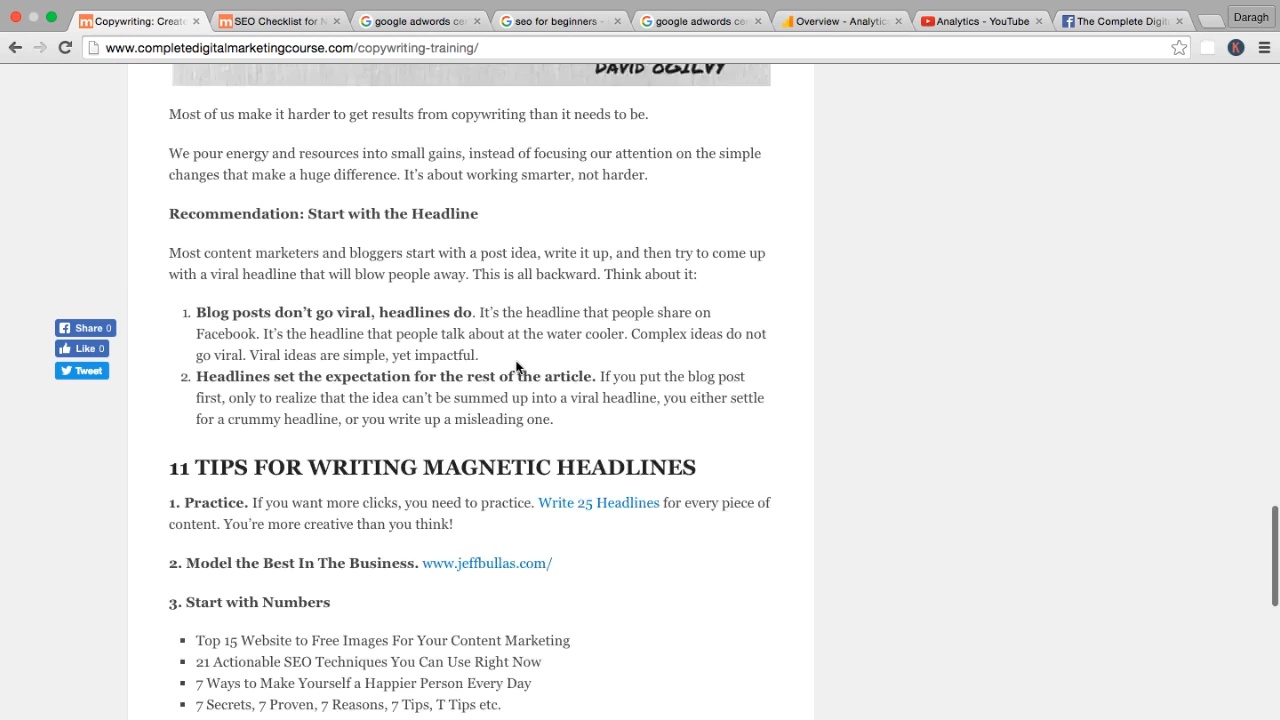 Copywriting: Create
SEO Checklist for N
google adwords car
seo for beginners -
google adwords cer
Overview - Analytic
Analytics - YouTube
The Complete Digit
Daragh
www.completedigitalmarketingcourse.com/copywriting-training/
K
DAVID OGILVY
Most of us make it harder to get results from copywriting than it needs to be.
We pour energy and resources into small gains, instead of focusing our attention on the simple
changes that make a huge difference. It's about working smarter, not harder.
Recommendation: Start with the Headline
Most content marketers and bloggers start with a post idea, write it up, and then try to come up
with a viral headline that will blow people away. This is all backward. Think about it:
1. Blog posts don't go viral, headlines do. It's the headline that people share on
Facebook. It's the headline that people talk about at the water cooler. Complex ideas do not
go viral. Viral ideas are simple, yet impactful.
2. Headlines set the expectation for the rest of the article. If you put the blog post
first, only to realize that the idea can't be summed up into a viral headline, you either settle
for a crummy headline, or you write up a misleading one.
Share 0
Like 0
Tweet
11 TIPS FOR WRITING MAGNETIC HEADLINES
1. Practice. If you want more clicks, you need to practice. Write 25 Headlines for every piece of
content. You're more creative than you think!
2. Model the Best In The Business. www.jeffbullas.com/
3. Start with Numbers
Top 15 Website to Free Images For Your Content Marketing
21 Actionable SEO Techniques You Can Use Right Now
7 Ways to Make Yourself a Happier Person Every Day
7 Secrets, 7 Proven, 7 Reasons, 7 Tips, T Tips etc.